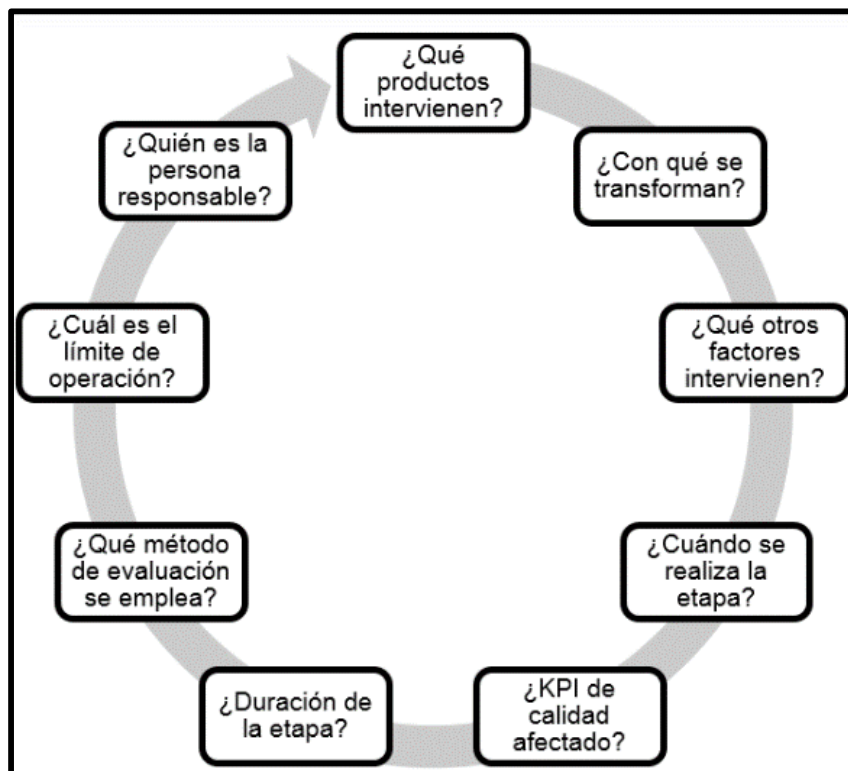 ¿Qué
productos
intervienen?
¿Con qué se
transforman?
¿Qué otros
factores
intervienen?
¿Cuándo se
realiza la
etapa?
¿KPI de
calidad
afectado?
¿Duración de
la etapa?
¿Qué método
de evaluación
se emplea?
¿Cuál es el
límite de
operación?
¿Quién es la
persona
responsable?